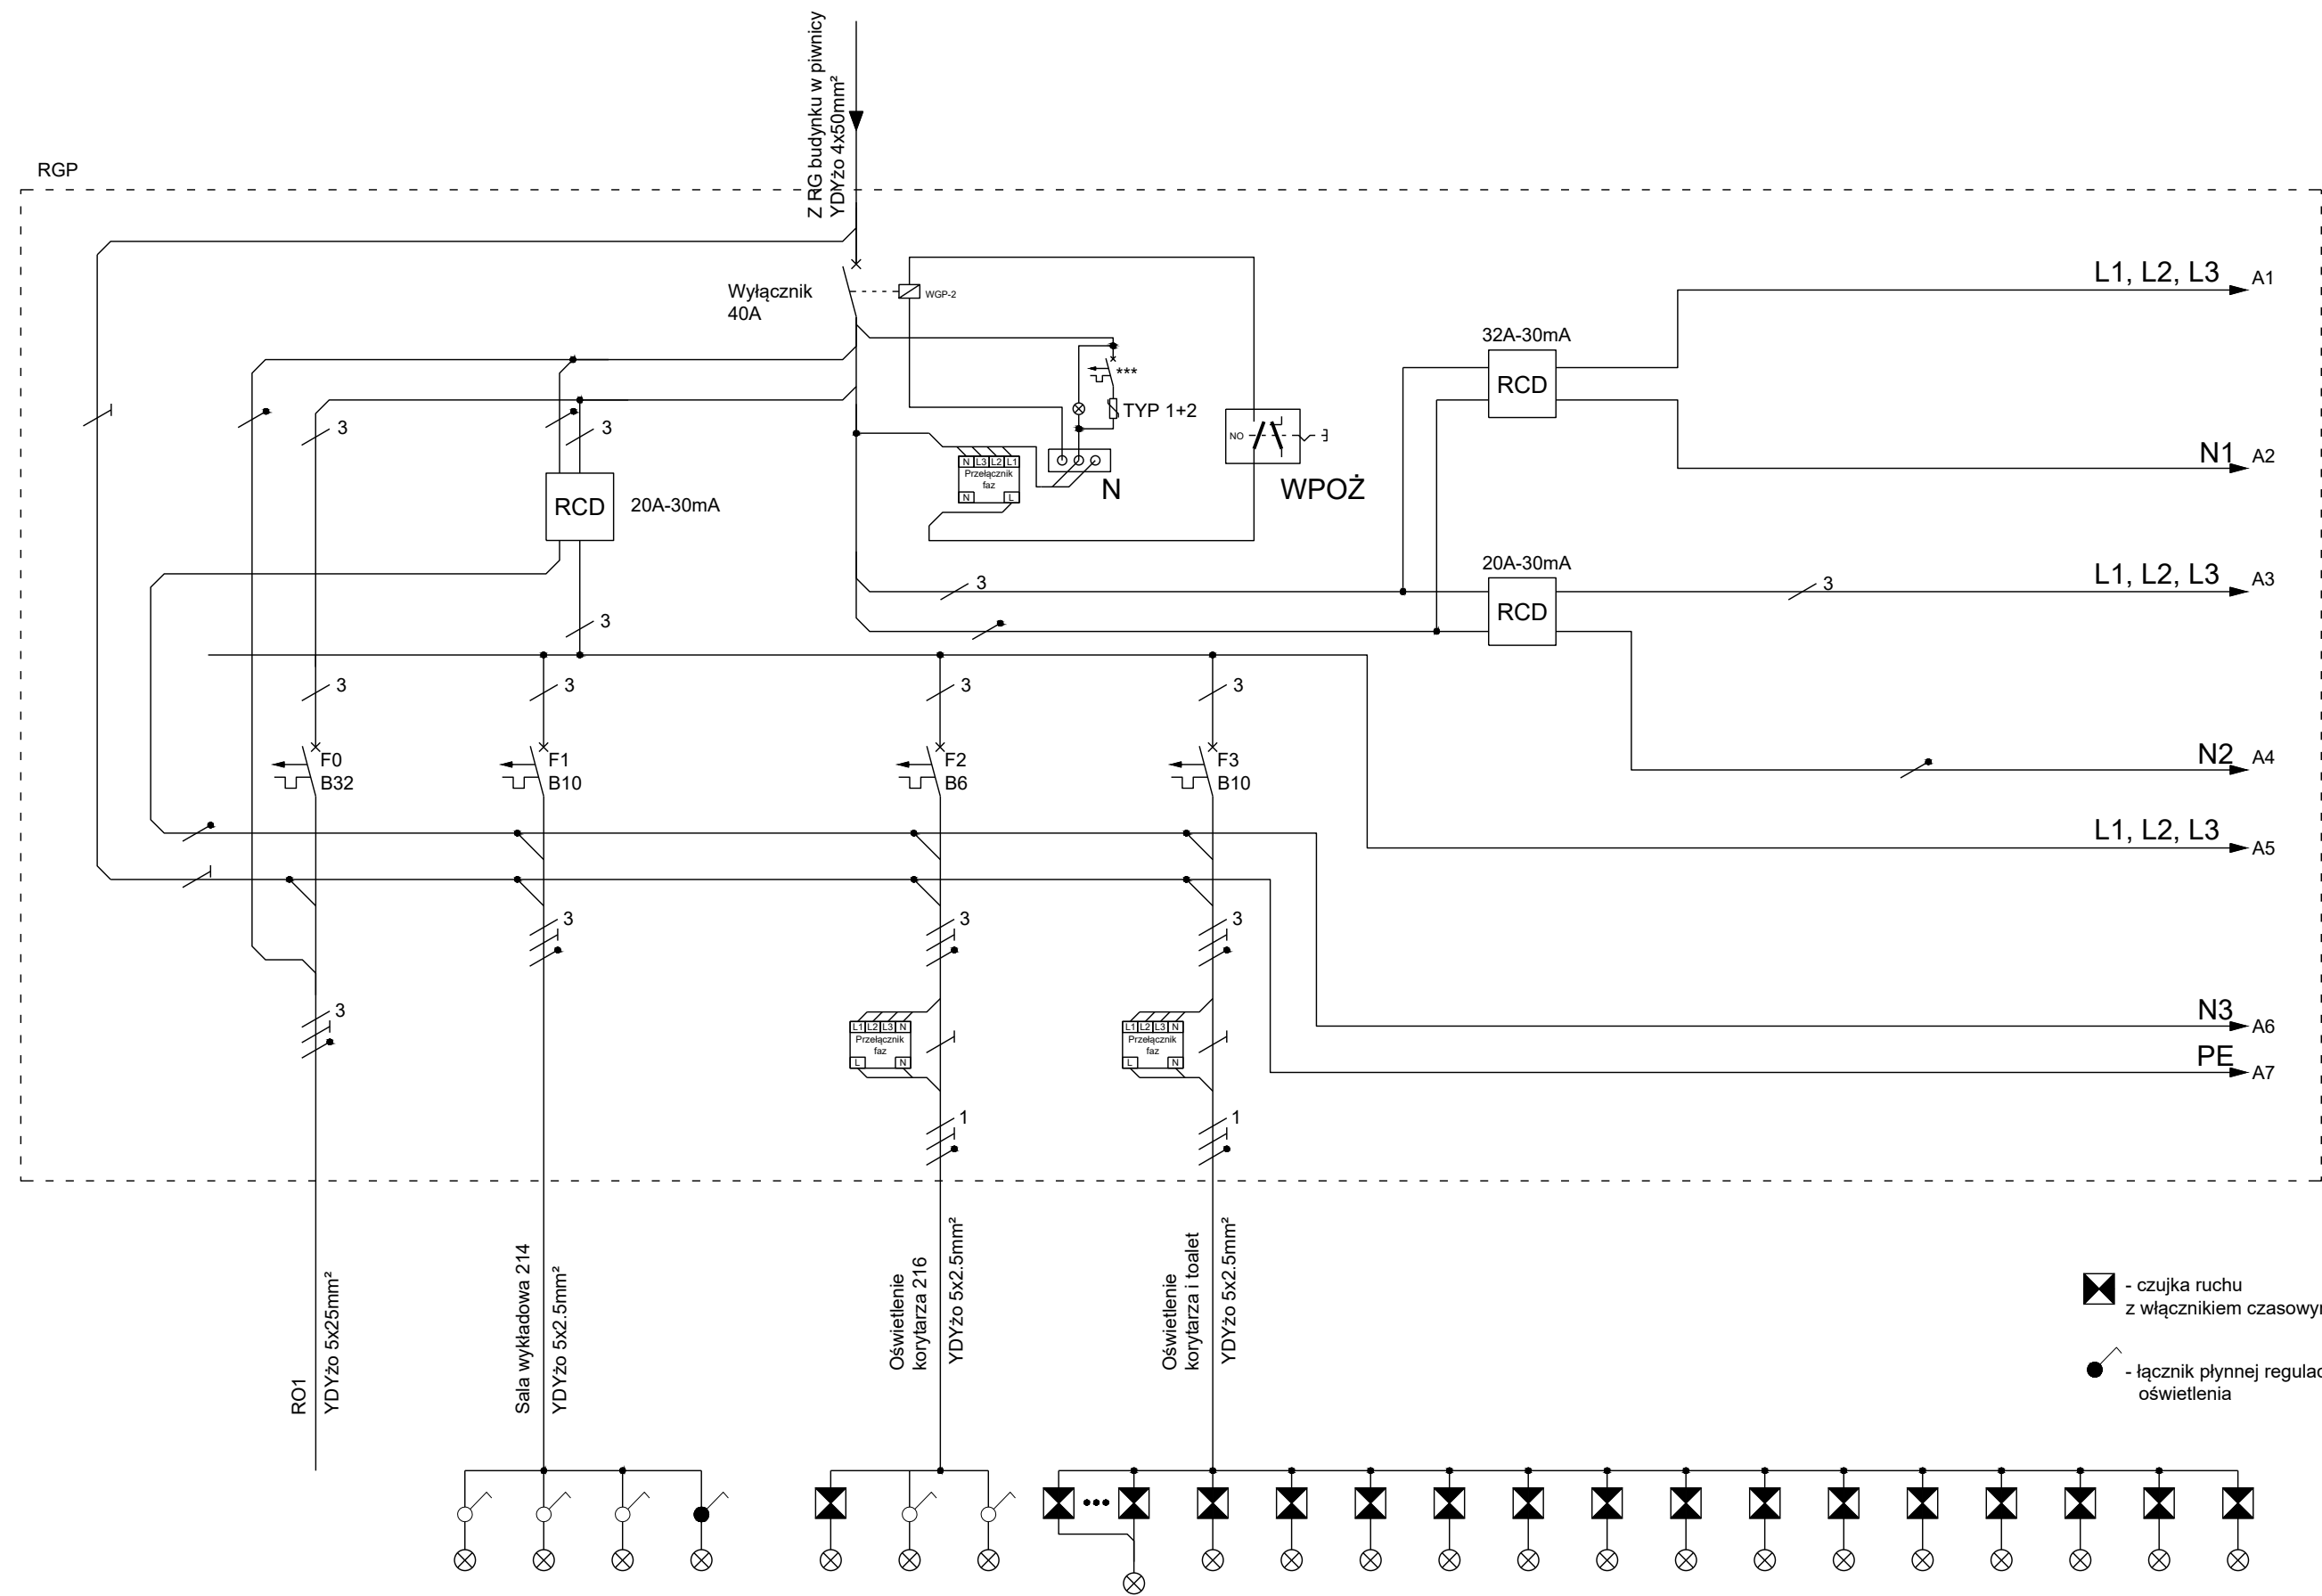 Z RG budynku w piwnicy
YDYżo 4x50mm²
RGP
Wyłącznik
40A
WGP-2
***
TYP 1+2
N L3 L2 L1
Przełącznik
faz
N L
N
NO
WPOŻ
32A-30mA
RCD
L1, L2, L3 A1
N1 A2
20A-30mA
RCD
L1, L2, L3 A3
3
N2 A4
L1, L2, L3 A5
N3 A6
PE A7
3
3
RCD
20A-30mA
3
3
3
3
3
3
F0
B32
F1
B10
F2
B6
F3
B10
3
3
3
3
L1 L2 L3 N
Przełącznik
faz
L N
L1 L2 L3 N
Przełącznik
faz
L N
1
1
RO1
YDYżo 5x25mm²
Sala wykładowa 214
YDYżo 5x2.5mm²
Oświetlenie
korytarza 216
YDYżo 5x2.5mm²
Oświetlenie
korytarza i toalet
YDYżo 5x2.5mm²
- czujka ruchu
z włącznikiem czasowy
- łącznik płynnej regulac
oświetlenia